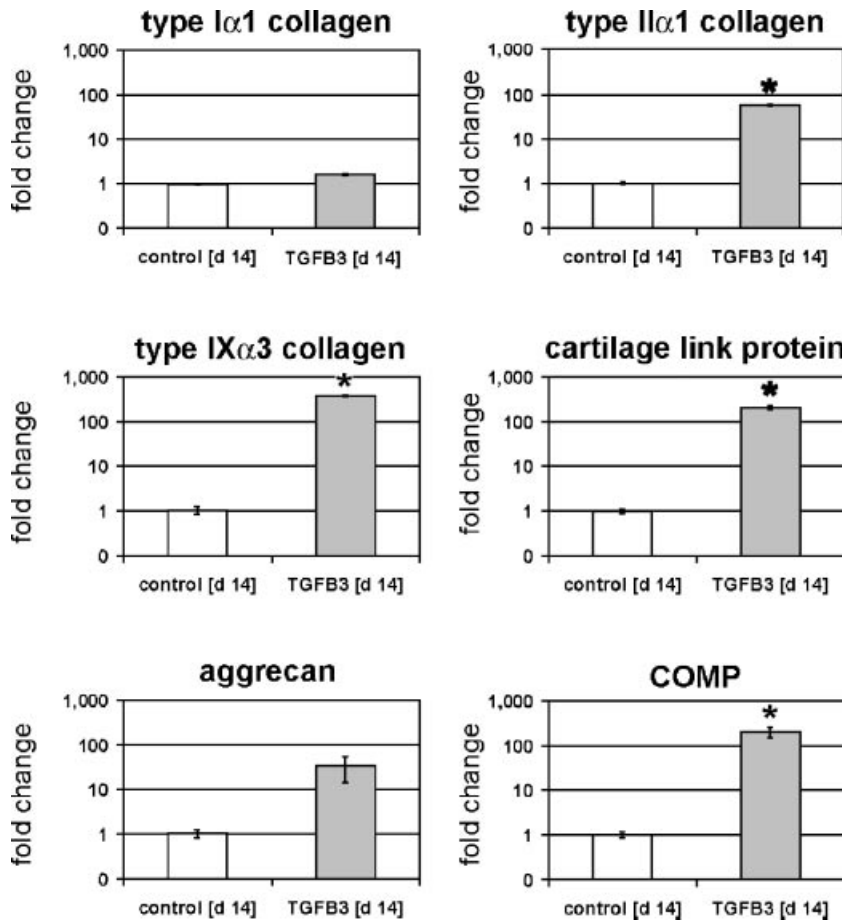 type Iα1 collagen
1,000
100
10
1
0
fold change
control [d 14] TGFB3 [d 14]
type IIα1 collagen
1,000
100
10
1
0
fold change
*
control [d 14] TGFB3 [d 14]
type IXα3 collagen
1,000
100
10
1
0
fold change
*
control [d 14] TGFB3 [d 14]
cartilage link protein
1,000
100
10
1
0
fold change
*
control [d 14] TGFB3 [d 14]
aggrecan
1,000
100
10
1
0
fold change
control [d 14] TGFB3 [d 14]
COMP
1,000
100
10
1
0
fold change
*
control [d 14] TGFB3 [d 14]